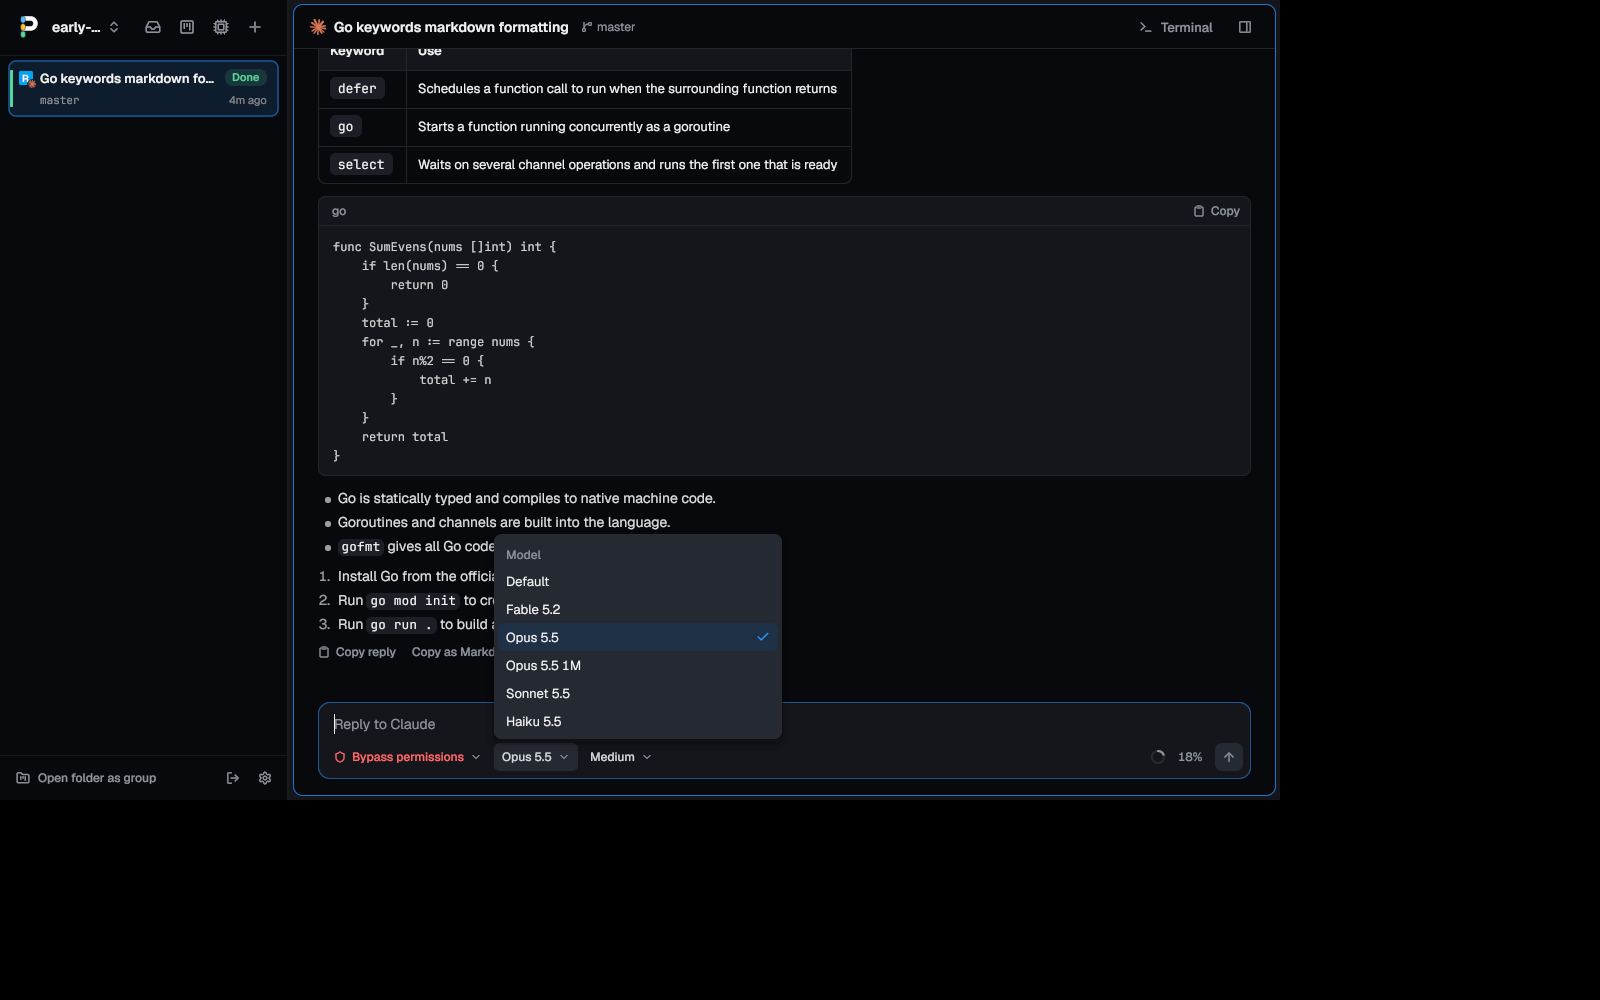 early-...
Go keywords markdown fo...
Done
master
4m ago
Open folder as group
Go keywords markdown formatting
master
Terminal
Keyword Use
defer Schedules a function call to run when the surrounding function returns
go Starts a function running concurrently as a goroutine
select Waits on several channel operations and runs the first one that is ready
go
Copy
func SumEvens(nums []int) int {
    if len(nums) == 0 {
        return 0
    }
    total := 0
    for _, n := range nums {
        if n%2 == 0 {
            total += n
        }
    }
    return total
}
Go is statically typed and compiles to native machine code.
Goroutines and channels are built into the language.
gofmt gives all Go code
1. Install Go from the
2. Run go mod init to
3. Run go run . to build
Copy reply
Copy as
Model
Default
Fable 5.2
Opus 5.5
Opus 5.5 1M
Sonnet 5.5
Haiku 5.5
Reply to Claude
Bypass permissions
Opus 5.5
Medium
18%